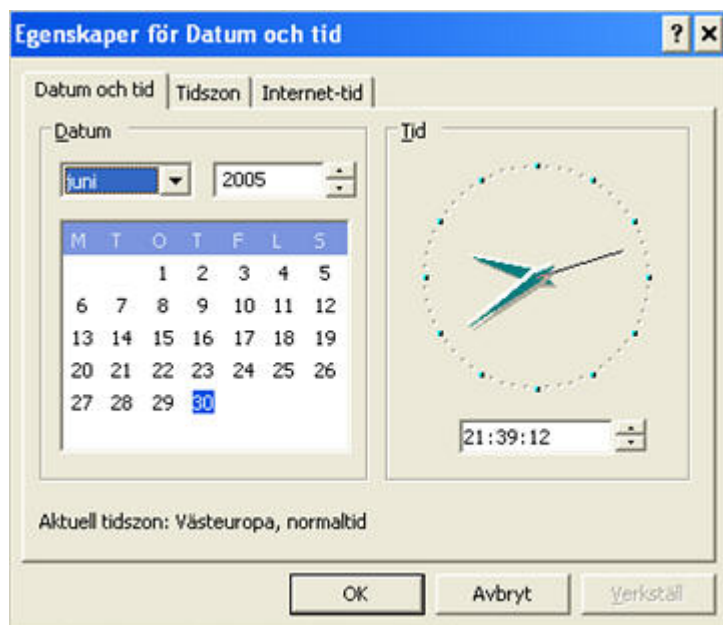 Egenskaper för Datum och tid
Datum och tid Tidszon Internet-tid
Datum
juni 2005
M T O T F L S
1 2 3 4 5
6 7 8 9 10 11 12
13 14 15 16 17 18 19
20 21 22 23 24 25 26
27 28 29 30
Tid
21:39:12
Aktuell tidszon: Västeuropa, normaltid
OK Avbryt Verkställ